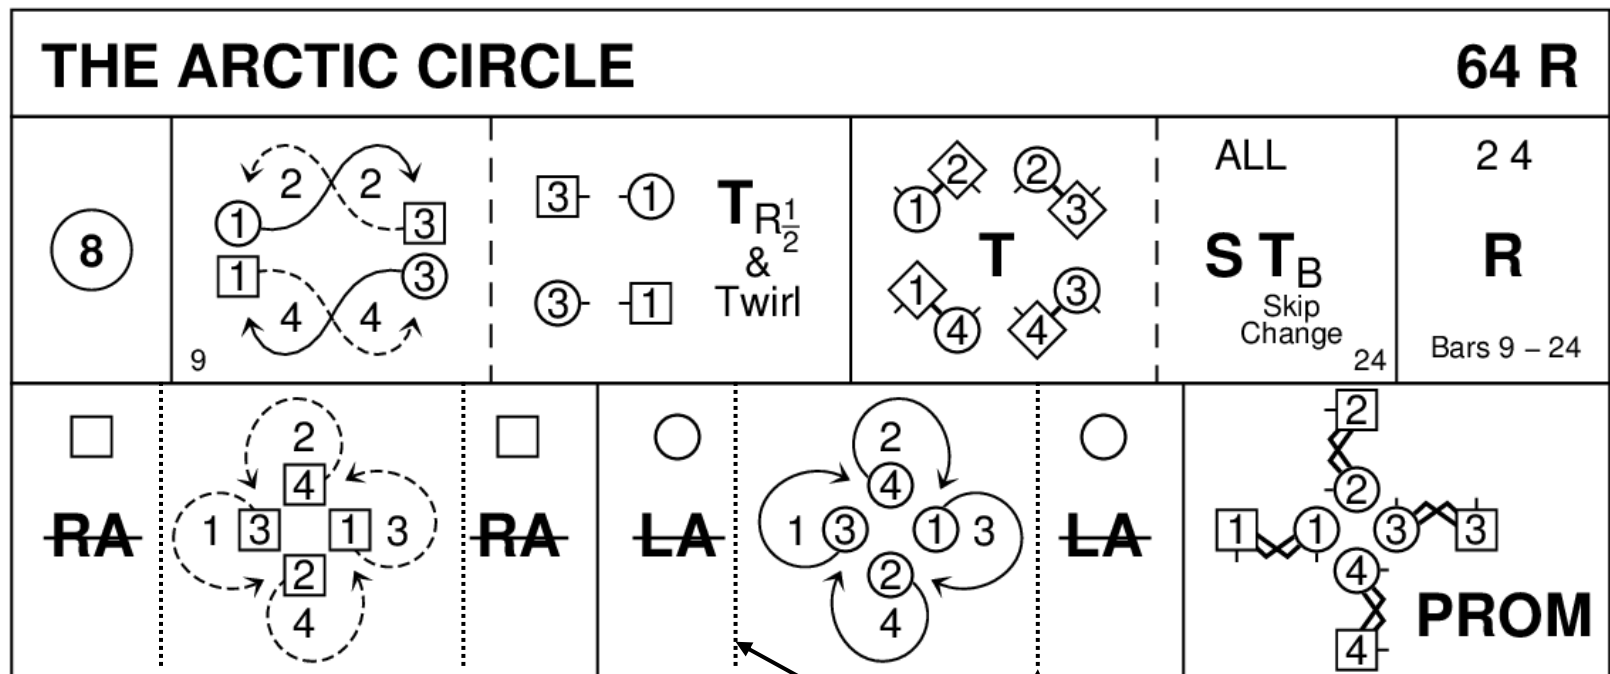 THE ARCTIC CIRCLE 64 R
8
2 2
1 3
1 3
4 4
9
3 1
3 1
T R 1/2
&
Twirl
2 2
1 3
T
1 3
4 4
ALL
S T B
Skip
Change
24
2 4
R
Bars 9 – 24
RA
2
4
1 3 1 3
2
4
RA
LA
2
4
1 3 1 3
2
4
LA
2
2
1 1 3 3
4
4
PROM